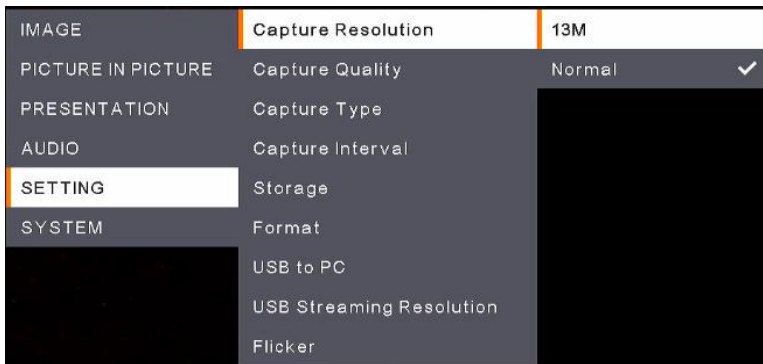 IMAGE
PICTURE IN PICTURE
PRESENTATION
AUDIO
SETTING
SYSTEM
Capture Resolution
Capture Quality
Capture Type
Capture Interval
Storage
Format
USB to PC
USB Streaming Resolution
Flicker
13M
Normal